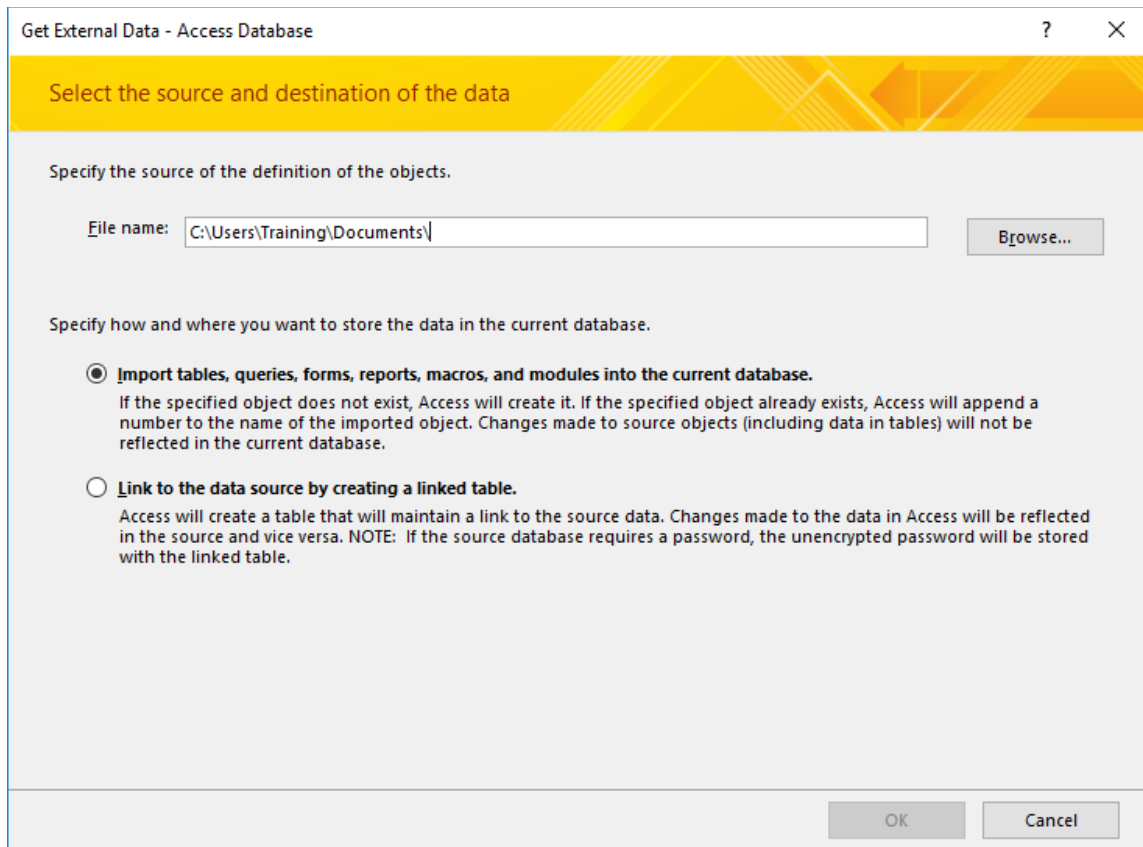 Get External Data - Access Database
?
Select the source and destination of the data
Specify the source of the definition of the objects.
File name: C:\Users\Training\Documents\ Browse...
Specify how and where you want to store the data in the current database.
Import tables, queries, forms, reports, macros, and modules into the current database.
If the specified object does not exist, Access will create it. If the specified object already exists, Access will append a
number to the name of the imported object. Changes made to source objects (including data in tables) will not be
reflected in the current database.
Link to the data source by creating a linked table.
Access will create a table that will maintain a link to the source data. Changes made to the data in Access will be reflected
in the source and vice versa. NOTE:  If the source database requires a password, the unencrypted password will be stored
with the linked table.
OK Cancel